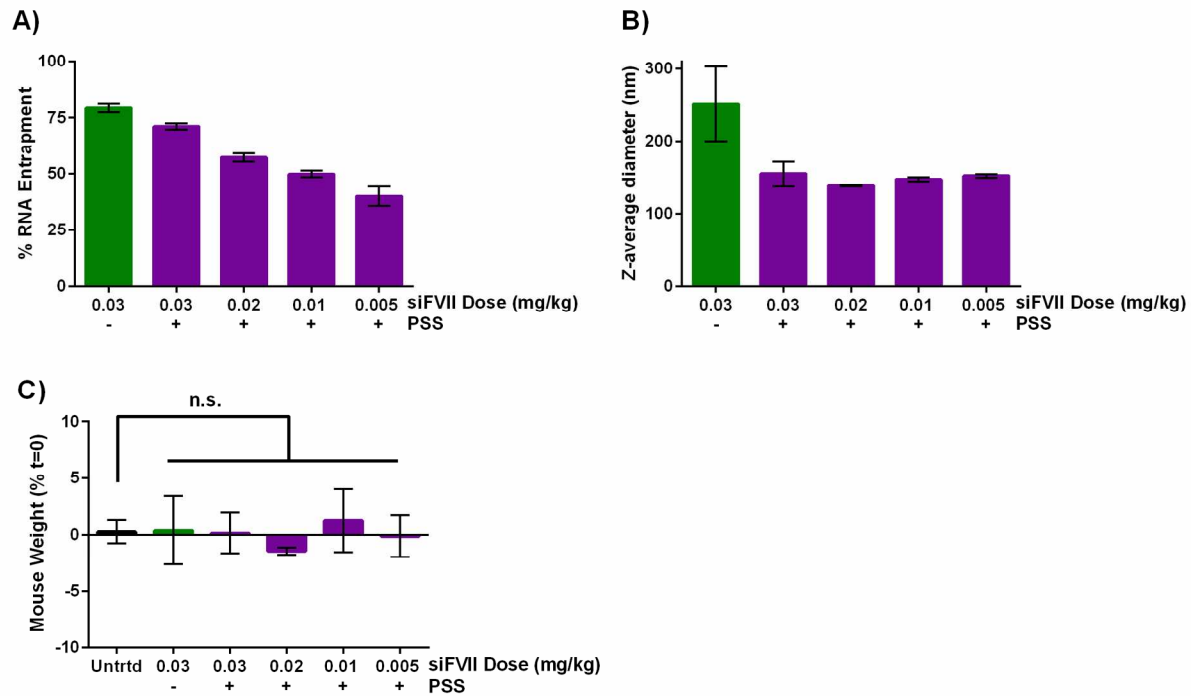 A)
% RNA Entrapment
100
75
50
25
0
0.03 0.03 0.02 0.01 0.005 siFVII Dose (mg/kg)
- + + + + PSS
B)
Z-average diameter (nm)
300
200
100
0
0.03 0.03 0.02 0.01 0.005 siFVII Dose (mg/kg)
- + + + + PSS
C)
n.s.
Mouse Weight (% t=0)
10
5
0
-5
-10
Untrtd 0.03 0.03 0.02 0.01 0.005 siFVII Dose (mg/kg)
- + + + + PSS